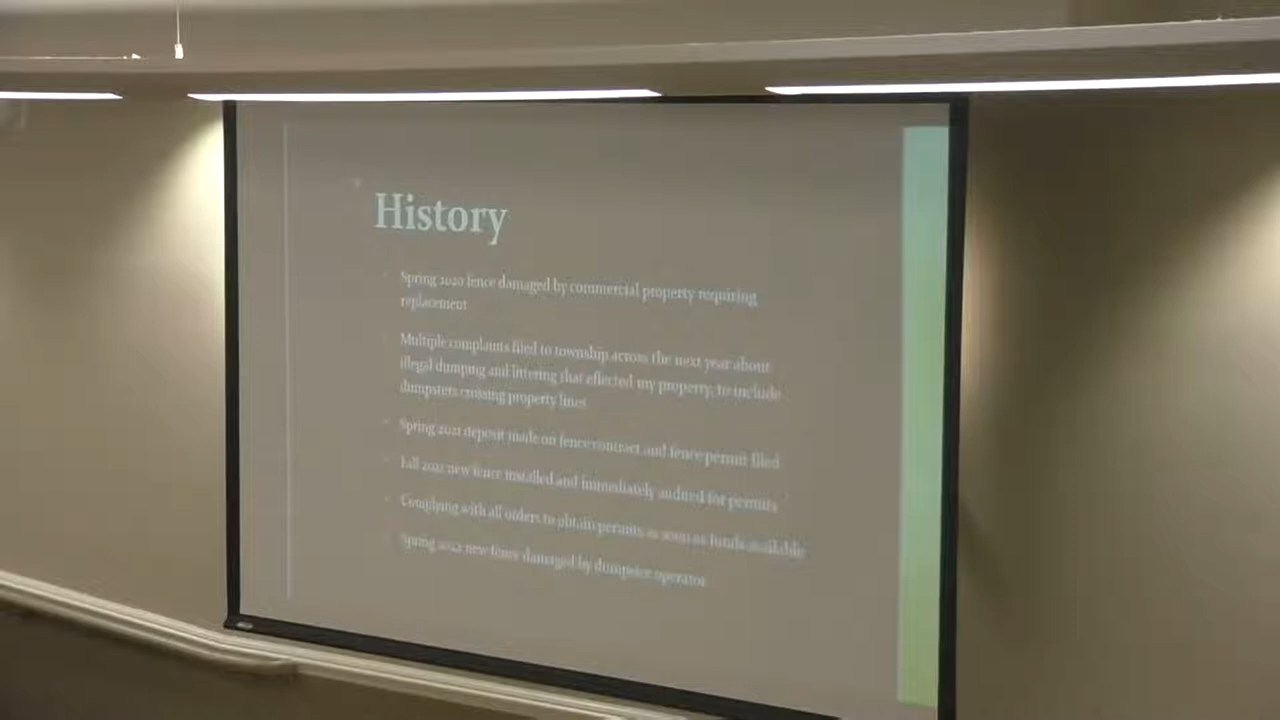 History
Spring 2020 fence damaged by commercial property requiring
replacement
Multiple complaints filed to township across the next year about
illegal dumping and littering that effected my property, to include
dumpsters crossing property lines
Spring 2021 deposit made on fence contract and fence permit filed
Fall 2021 new fence installed and immediately audited for permits
Complying with all orders to obtain permits as soon as funds available
Spring 2022 new fence damaged by dumpster operator